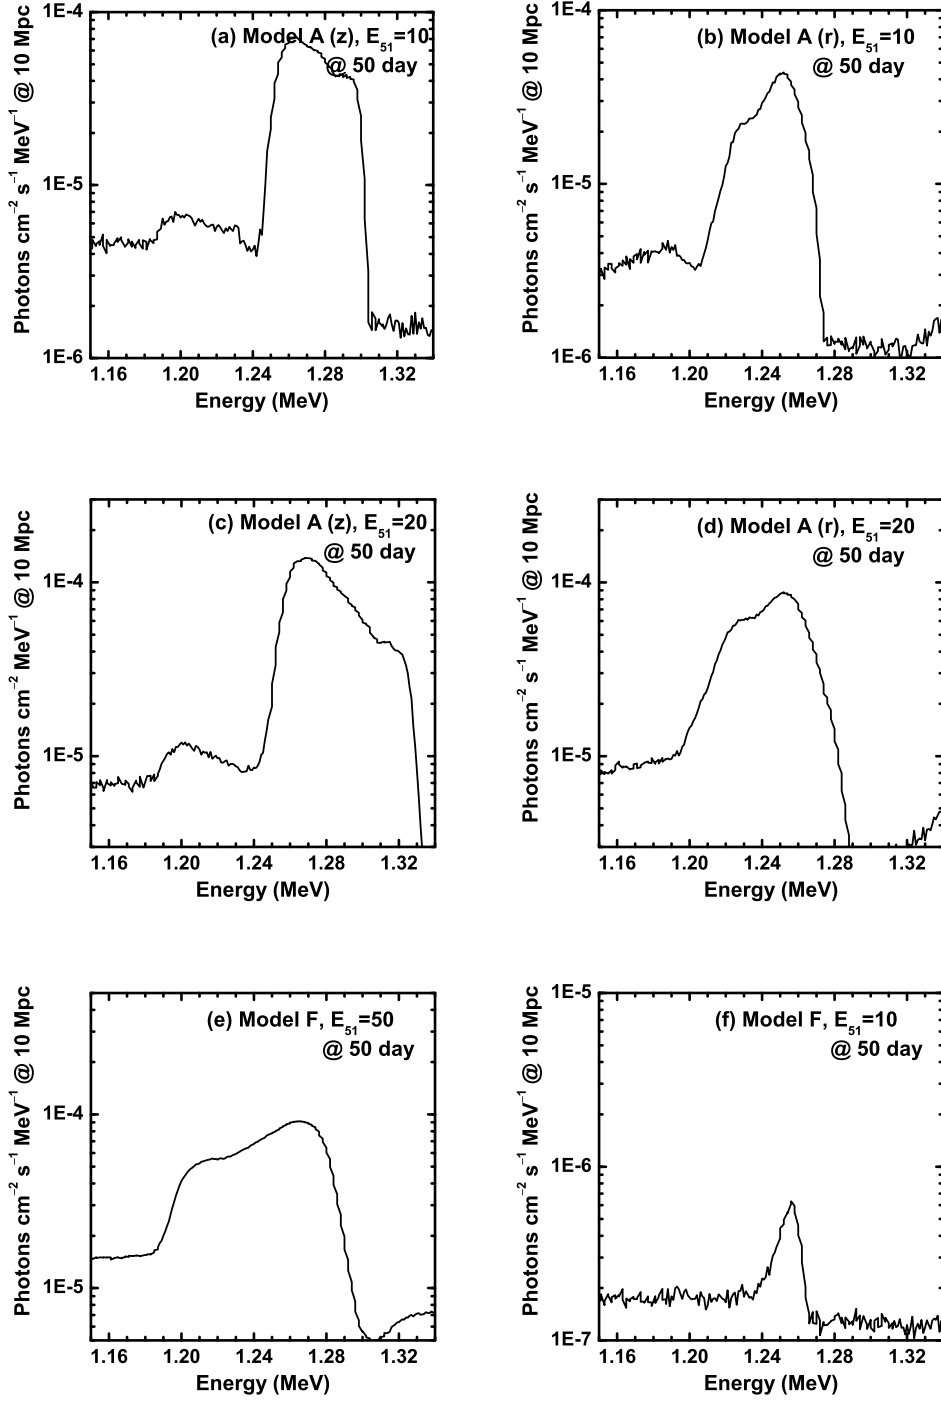 (a) Model A (z), E51=10
@ 50 day
Photons cm−2 s−1 MeV−1 @ 10 Mpc
1E-4
1E-5
1E-6
1.16 1.20 1.24 1.28 1.32
Energy (MeV)
(b) Model A (r), E51=10
@ 50 day
Photons cm−2 s−1 MeV−1 @ 10 Mpc
1E-4
1E-5
1E-6
1.16 1.20 1.24 1.28 1.32
Energy (MeV)
(c) Model A (z), E51=20
@ 50 day
Photons cm−2 MeV−1 @ 10 Mpc
1E-4
1E-5
1.16 1.20 1.24 1.28 1.32
Energy (MeV)
(d) Model A (r), E51=20
@ 50 day
Photons cm−2 s−1 MeV−1 @ 10 Mpc
1E-4
1E-5
1.16 1.20 1.24 1.28 1.32
Energy (MeV)
(e) Model F, E51=50
@ 50 day
Photons cm−2 s−1 MeV−1 @ 10 Mpc
1E-4
1E-5
1.16 1.20 1.24 1.28 1.32
Energy (MeV)
(f) Model F, E51=10
@ 50 day
Photons cm−2 s−1 MeV−1 @ 10 Mpc
1E-5
1E-6
1E-7
1.16 1.20 1.24 1.28 1.32
Energy (MeV)